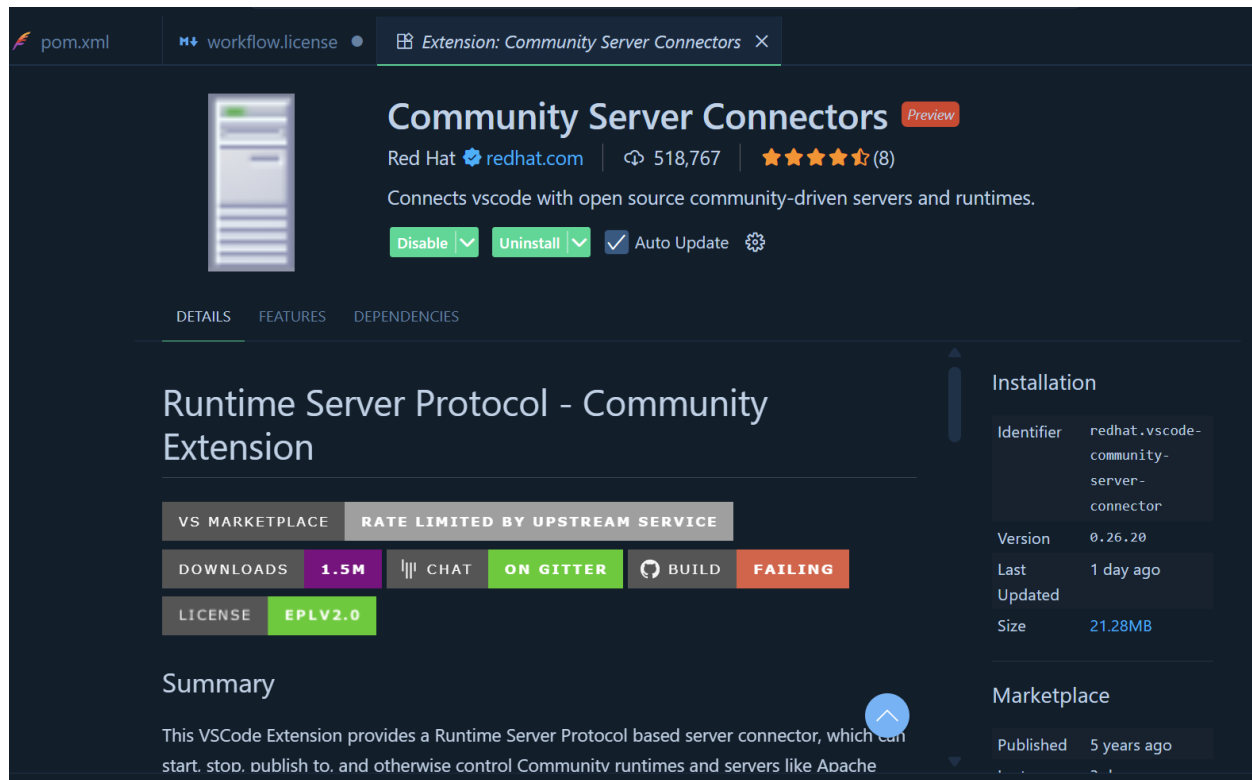 pom.xml
workflow.license
Extension: Community Server Connectors
Community Server Connectors Preview
Red Hat redhat.com 518,767 (8)
Connects vscode with open source community-driven servers and runtimes.
Disable Uninstall Auto Update
DETAILS FEATURES DEPENDENCIES
Runtime Server Protocol - Community
Extension
VS MARKETPLACE RATE LIMITED BY UPSTREAM SERVICE
DOWNLOADS 1.5M CHAT ON GITTER BUILD FAILING
LICENSE EPLV2.0
Summary
This VSCode Extension provides a Runtime Server Protocol based server connector, which can
start, stop, publish to, and otherwise control Community runtimes and servers like Apache
Installation
Identifier redhat.vscode-
community-
server-
connector
Version 0.26.20
Last 1 day ago
Updated
Size 21.28MB
Marketplace
Published 5 years ago